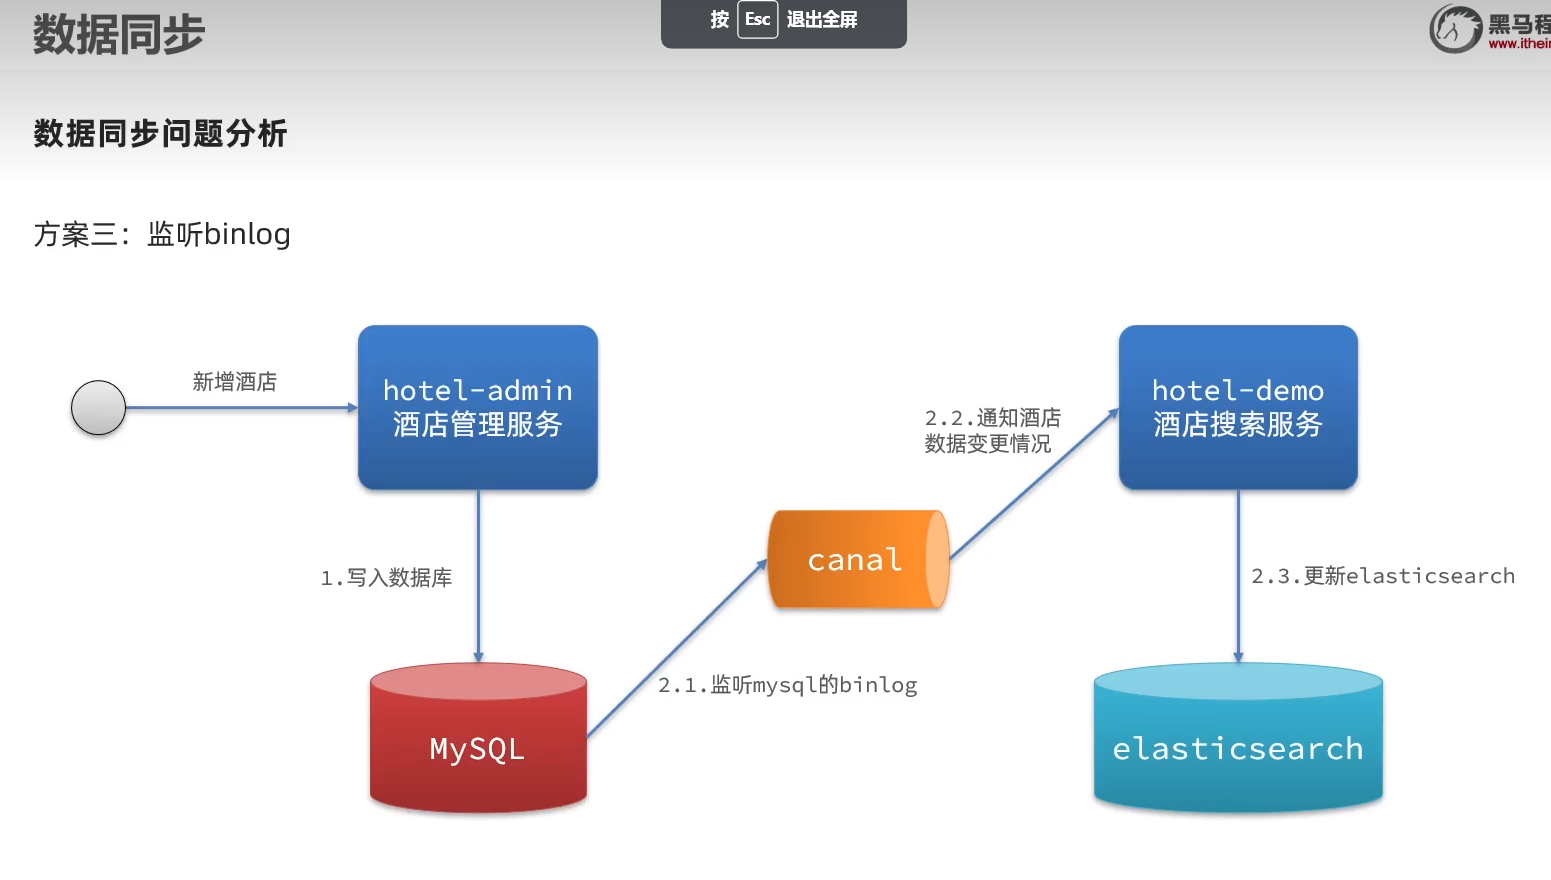 数据同步
按 Esc 退出全屏
黑马程
www.ithei
数据同步问题分析
方案三：监听binlog
新增酒店
hotel-admin
酒店管理服务
2.2.通知酒店
数据变更情况
hotel-demo
酒店搜索服务
1.写入数据库
canal
2.3.更新elasticsearch
2.1.监听mysql的binlog
MySQL
elasticsearch